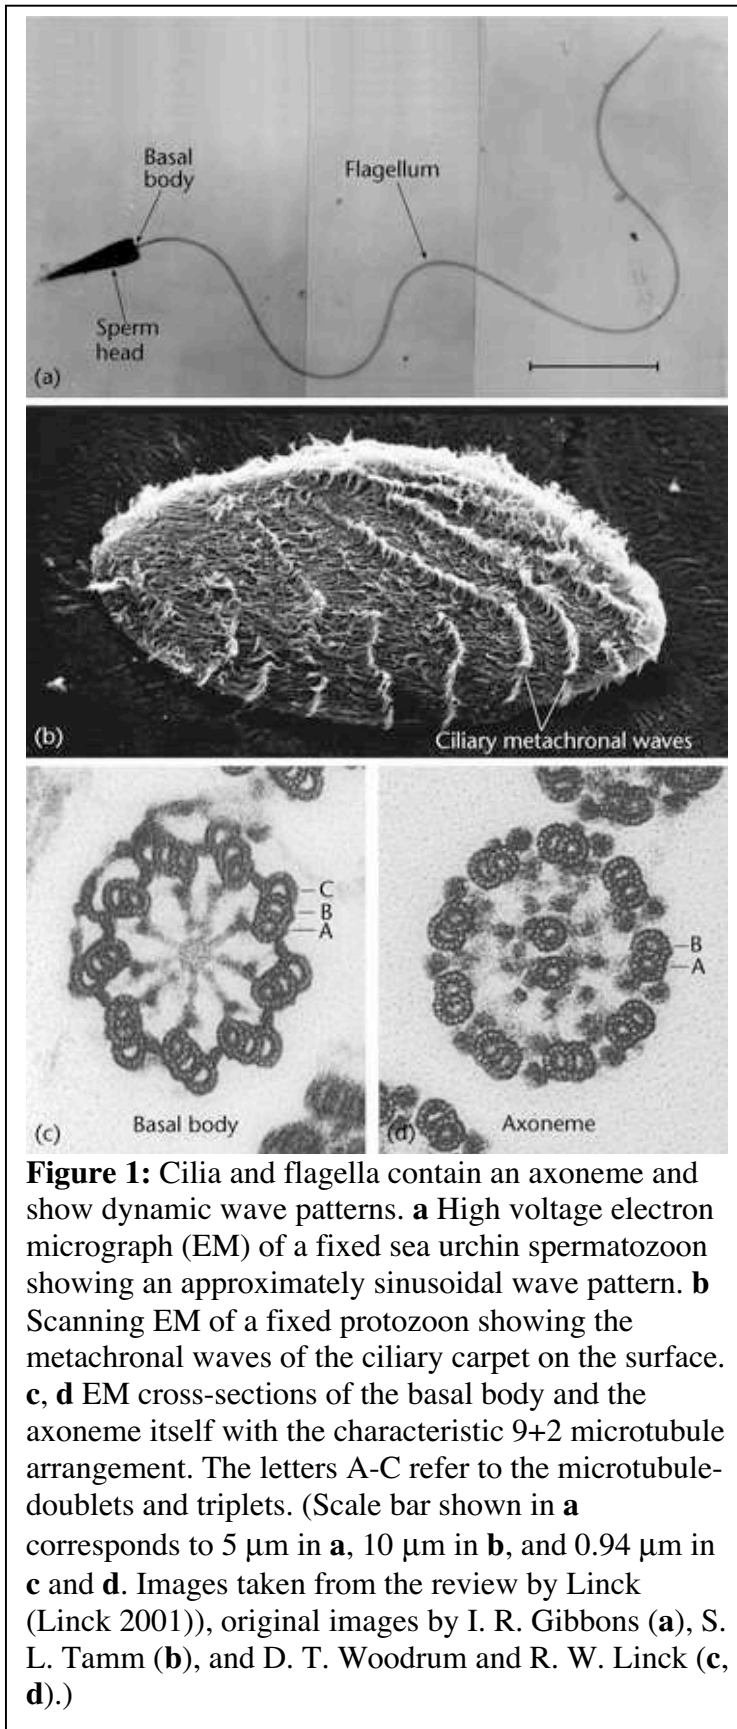 Basal
body
Flagellum
Sperm
head
(a)
(b)
Ciliary metachronal waves
C
B
A
B
A
(c)
Basal body
(d)
Axoneme
Figure 1: Cilia and flagella contain an axoneme and
show dynamic wave patterns. a High voltage electron
micrograph (EM) of a fixed sea urchin spermatozoon
showing an approximately sinusoidal wave pattern. b
Scanning EM of a fixed protozoon showing the
metachronal waves of the ciliary carpet on the surface.
c, d EM cross-sections of the basal body and the
axoneme itself with the characteristic 9+2 microtubule
arrangement. The letters A-C refer to the microtubule-
doublets and triplets. (Scale bar shown in a
corresponds to 5 μm in a, 10 μm in b, and 0.94 μm in
c and d. Images taken from the review by Linck
(Linck 2001)), original images by I. R. Gibbons (a), S.
L. Tamm (b), and D. T. Woodrum and R. W. Linck (c,
d).)